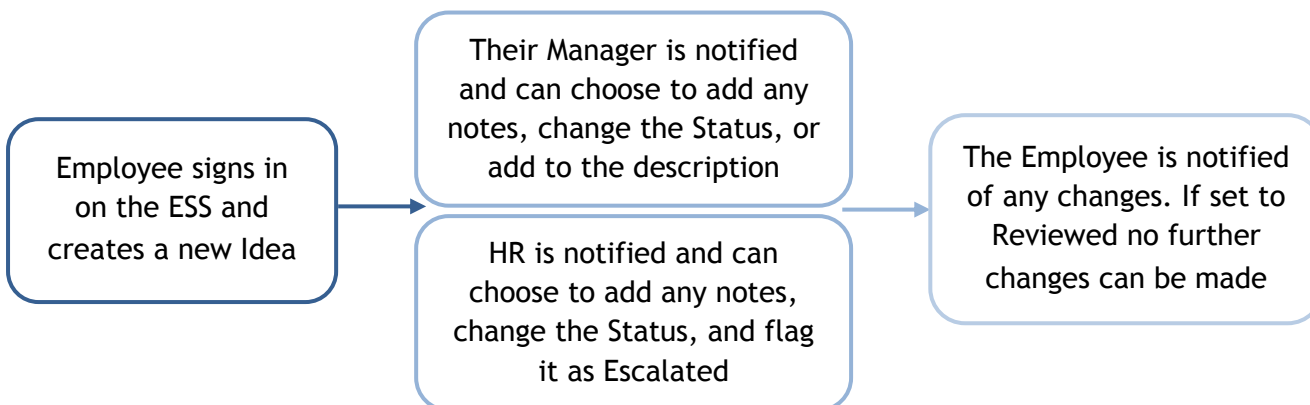 Employee signs in
on the ESS and
creates a new Idea
Their Manager is notified
and can choose to add any
notes, change the Status, or
add to the description
HR is notified and can
choose to add any notes,
change the Status, and flag
it as Escalated
The Employee is notified
of any changes. If set to
Reviewed no further
changes can be made